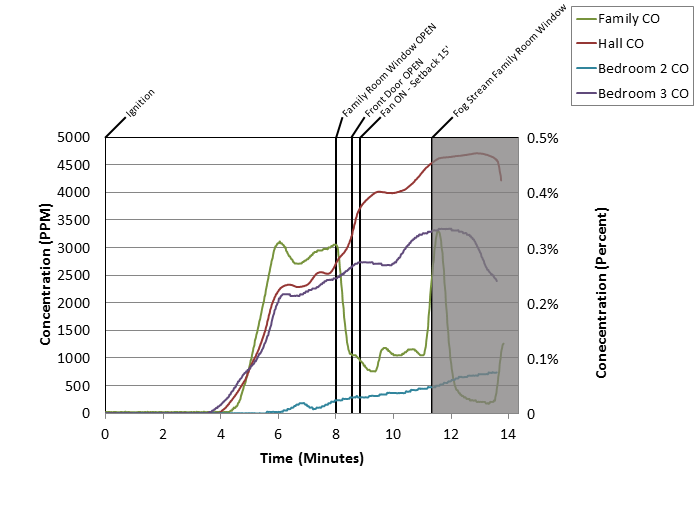 Family CO
Hall CO
Bedroom 2 CO
Bedroom 3 CO
Ignition
Family Room Window OPEN
Front Door OPEN
Fan ON - Setback 15'
Fog Stream Family Room Window
5000
4500
4000
3500
3000
2500
2000
1500
1000
500
0
0.5%
0.4%
0.3%
0.2%
0.1%
0
Concentration (PPM)
Conecentration (Percent)
0 2 4 6 8 10 12 14
Time (Minutes)